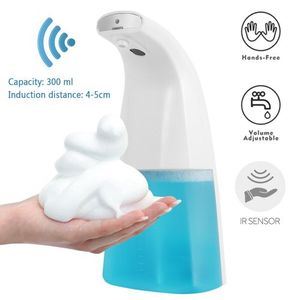 Capacity: 300 ml
Induction distance: 4-5cm
Hands-Free
Volume
Adjustable
IR SENSOR